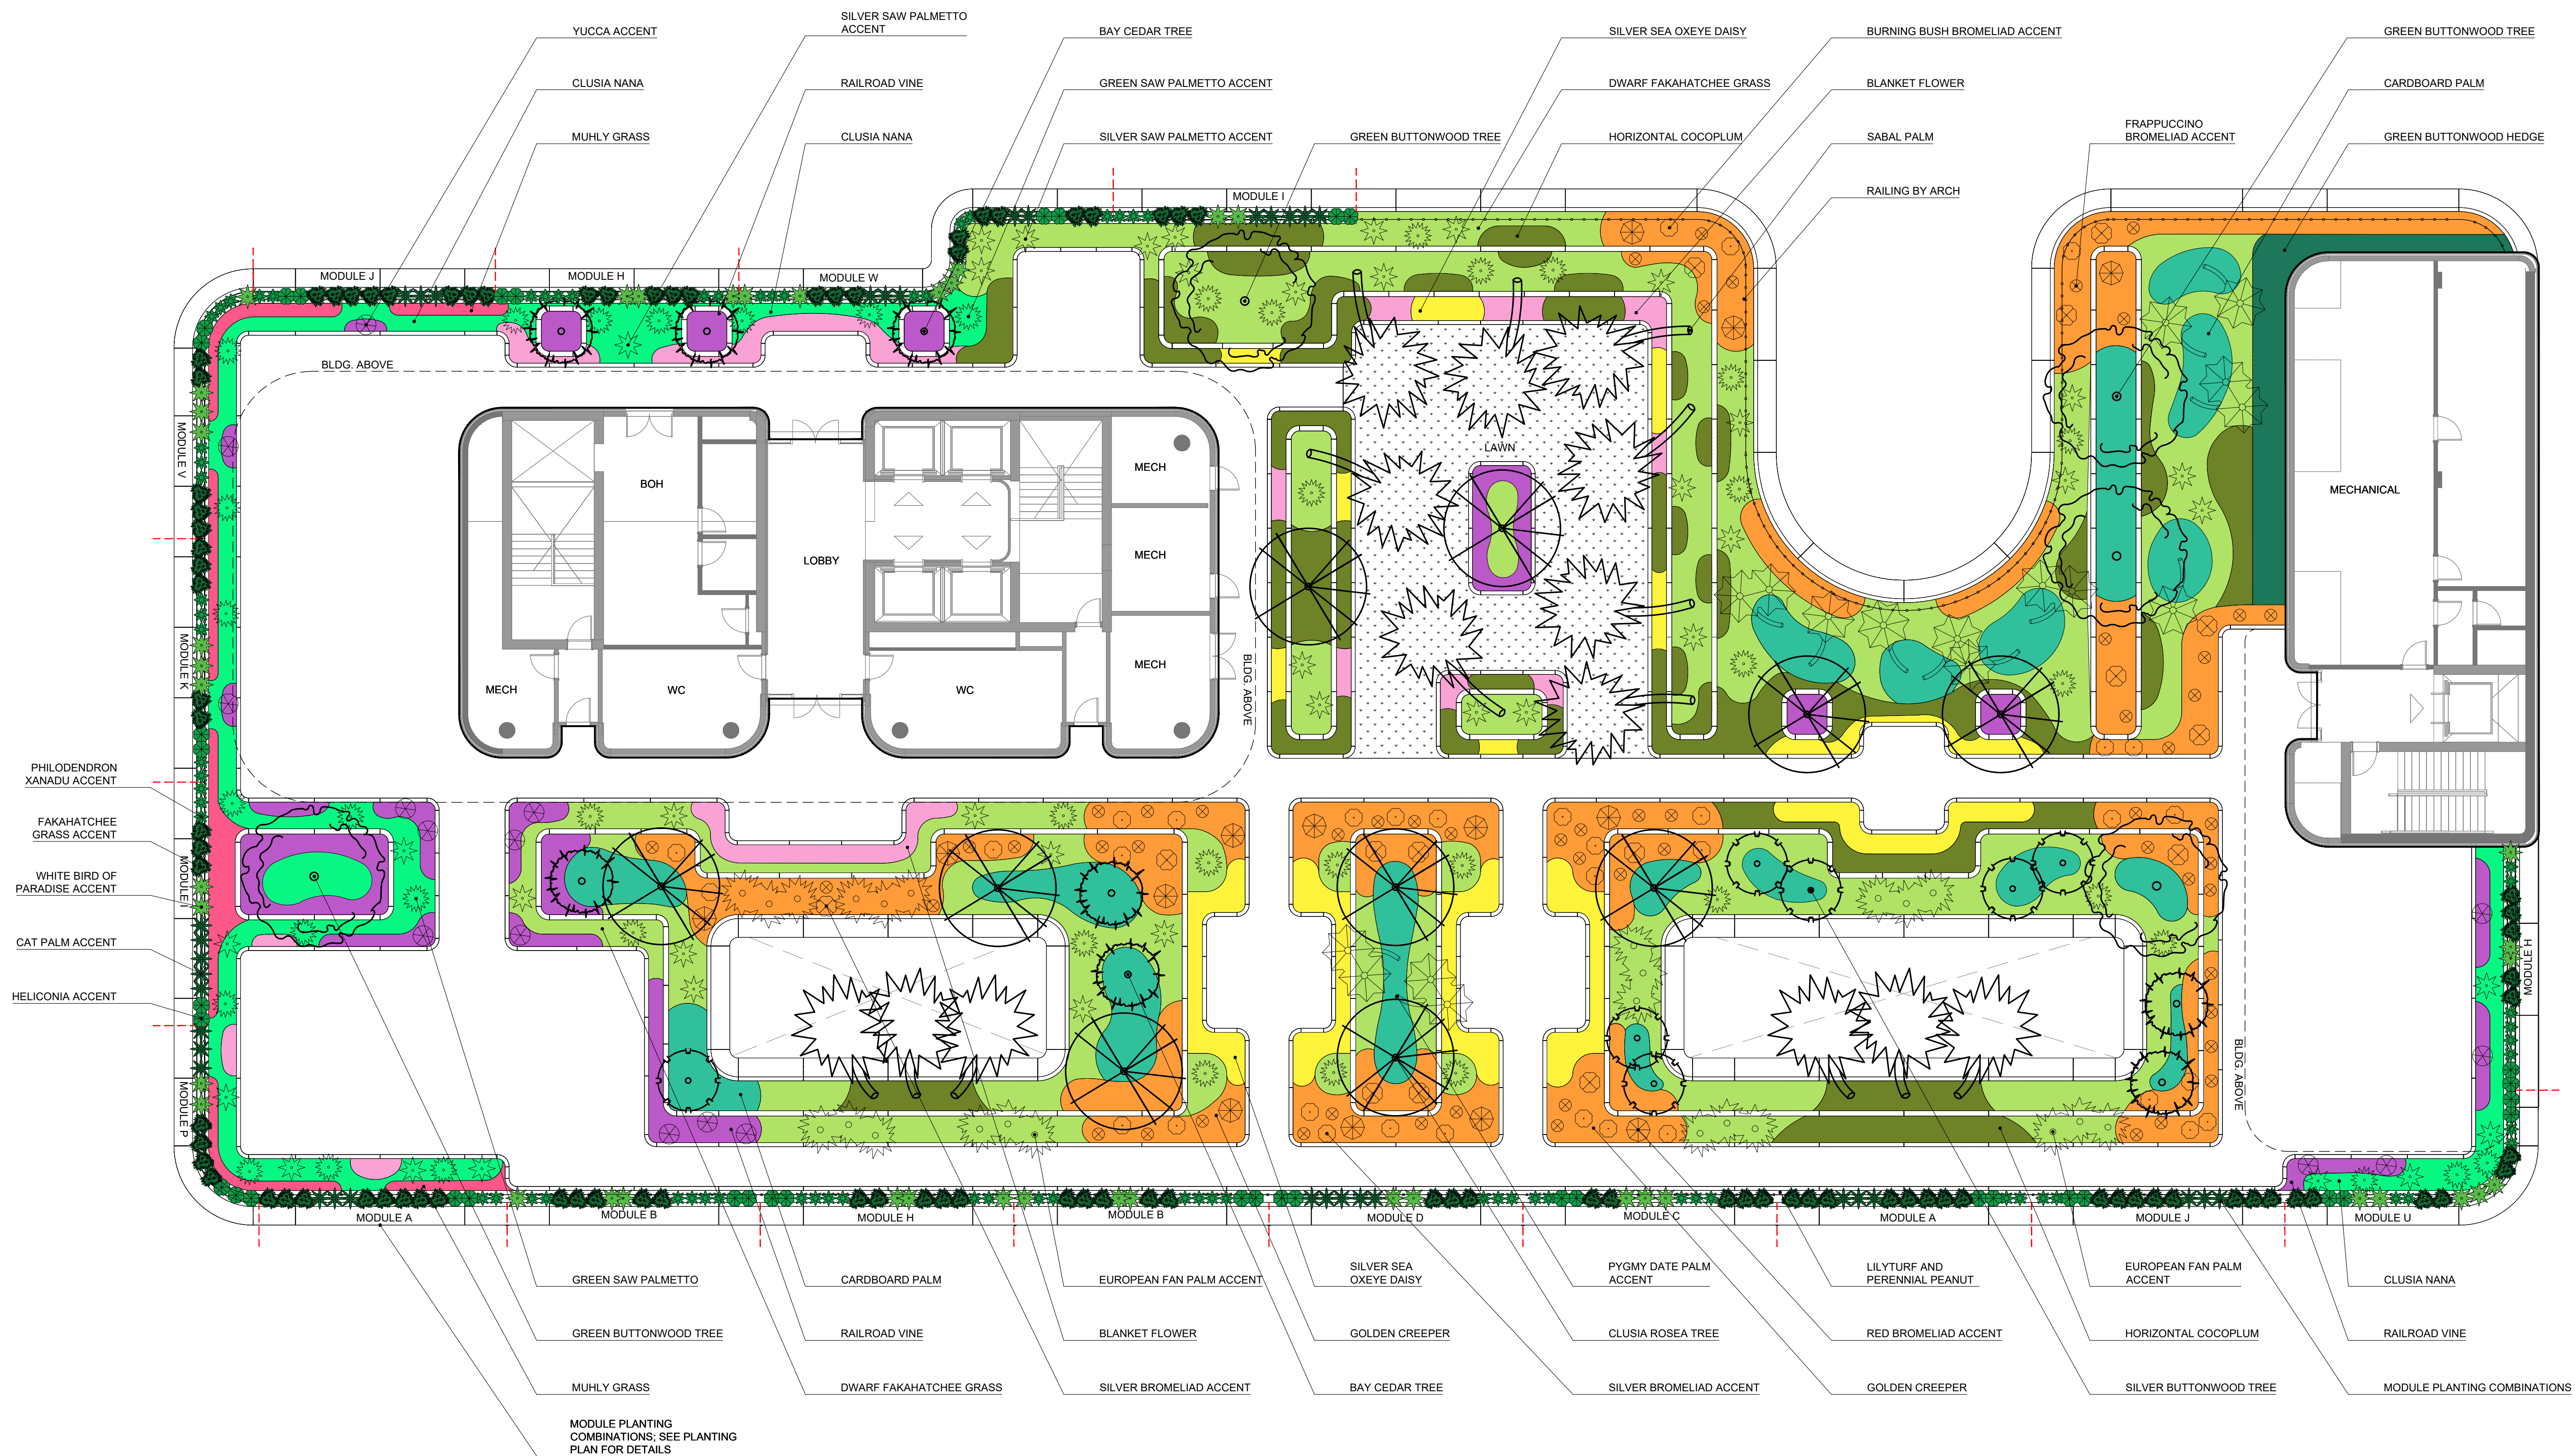 SILVER SAW PALMETTO
ACCENT
YUCCA ACCENT
BAY CEDAR TREE
SILVER SEA OXEYE DAISY
BURNING BUSH BROMELIAD ACCENT
GREEN BUTTONWOOD TREE
CLUSIA NANA
RAILROAD VINE
GREEN SAW PALMETTO ACCENT
DWARF FAKAHATCHEE GRASS
BLANKET FLOWER
CARDBOARD PALM
MUHLY GRASS
CLUSIA NANA
SILVER SAW PALMETTO ACCENT
GREEN BUTTONWOOD TREE
HORIZONTAL COCOPLUM
SABAL PALM
FRAPPUCCINO
BROMELIAD ACCENT
GREEN BUTTONWOOD HEDGE
RAILING BY ARCH
MODULE I
MODULE J
MODULE H
MODULE W
BLDG. ABOVE
MODULE V
LAWN
BOH
MECH
MECHANICAL
LOBBY
MECH
MODULE K
MECH
MECH
WC
WC
BLDG. ABOVE
PHILODENDRON
XANADU ACCENT
FAKAHATCHEE
GRASS ACCENT
WHITE BIRD OF
PARADISE ACCENT
MODULE I
CAT PALM ACCENT
HELICONIA ACCENT
MODULE H
BLDG. ABOVE
MODULE P
MODULE A
MODULE B
MODULE H
MODULE B
MODULE D
MODULE C
MODULE A
MODULE J
MODULE U
GREEN SAW PALMETTO
CARDBOARD PALM
EUROPEAN FAN PALM ACCENT
SILVER SEA
OXEYE DAISY
PYGMY DATE PALM
ACCENT
LILYTURF AND
PERENNIAL PEANUT
EUROPEAN FAN PALM
ACCENT
CLUSIA NANA
GREEN BUTTONWOOD TREE
RAILROAD VINE
BLANKET FLOWER
GOLDEN CREEPER
CLUSIA ROSEA TREE
RED BROMELIAD ACCENT
HORIZONTAL COCOPLUM
RAILROAD VINE
MUHLY GRASS
DWARF FAKAHATCHEE GRASS
SILVER BROMELIAD ACCENT
BAY CEDAR TREE
SILVER BROMELIAD ACCENT
GOLDEN CREEPER
SILVER BUTTONWOOD TREE
MODULE PLANTING COMBINATIONS
MODULE PLANTING
COMBINATIONS; SEE PLANTING
PLAN FOR DETAILS